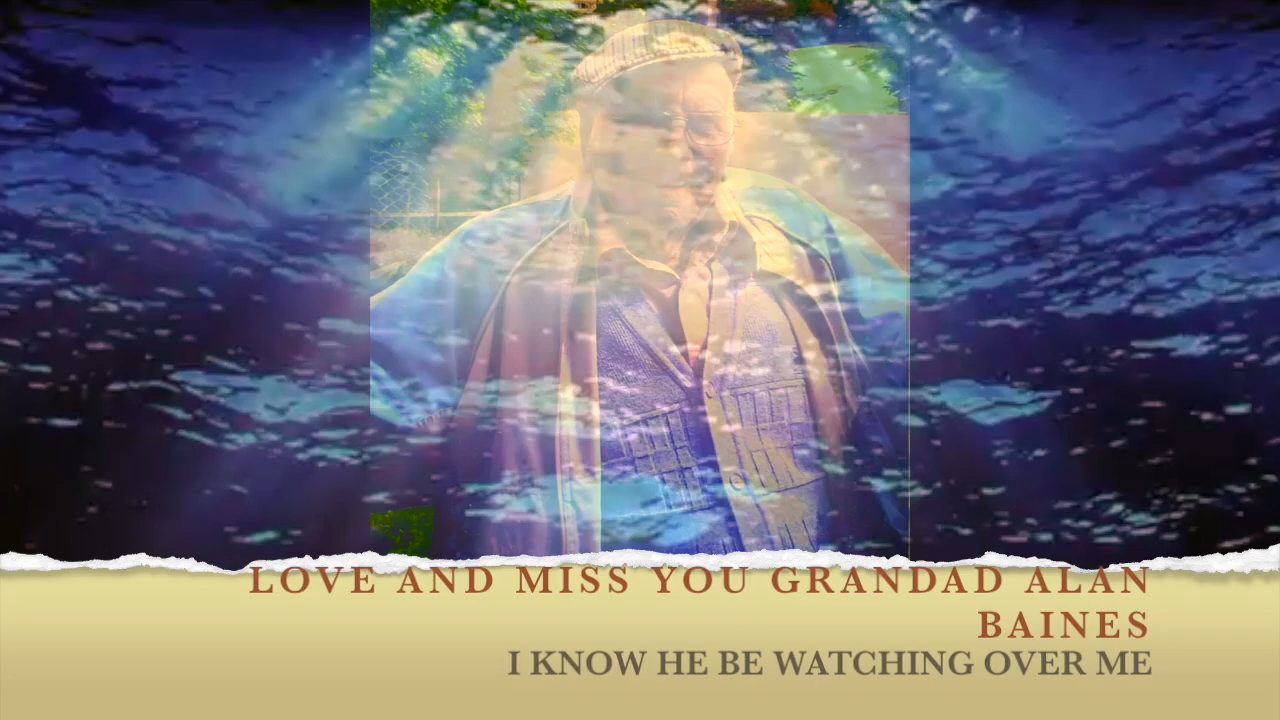 LOVE AND MISS YOU GRANDAD ALAN
BAINES
I KNOW HE BE WATCHING OVER ME